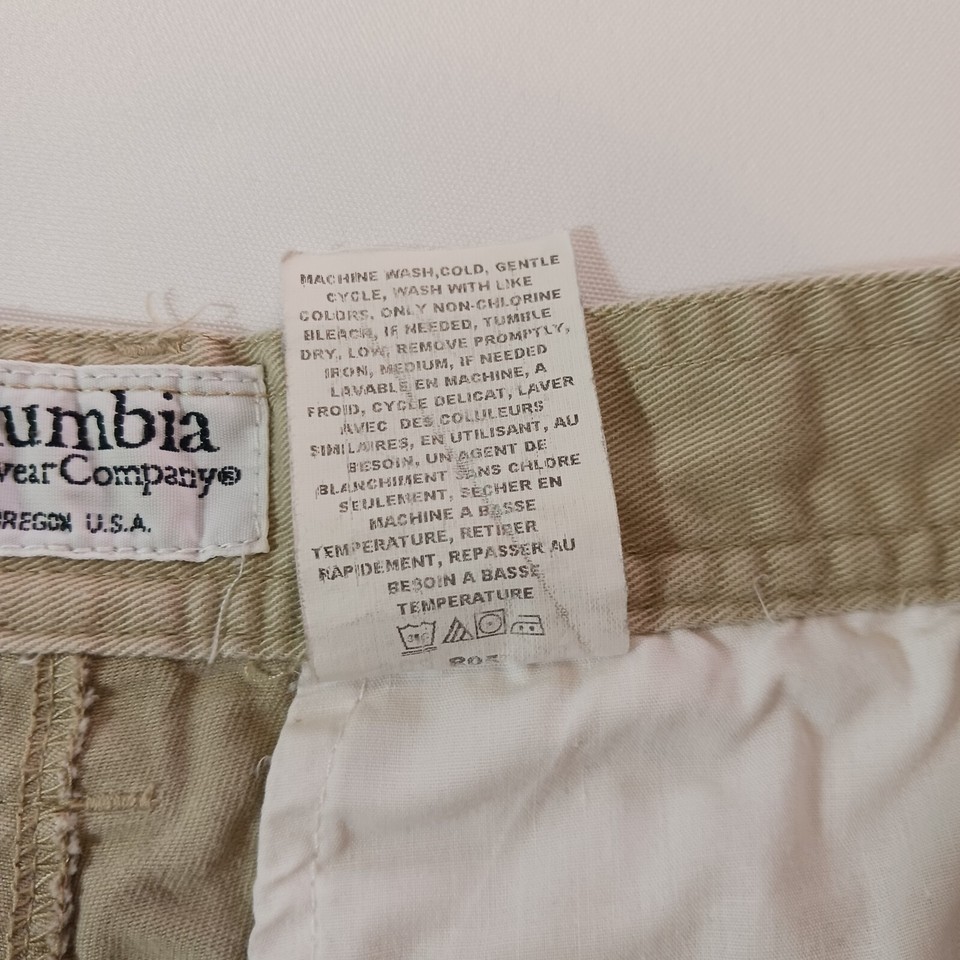 umbia
wearCompany®
OREGON U.S.A.
MACHINE WASH,COLD, GENTLE
CYCLE, WASH WITH LIKE
COLORS, ONLY NON-CHLORINE
BLEACH, IF NEEDED, TUMBLE
DRY, LOW, REMOVE PROMPTLY,
IRON, MEDIUM, IF NEEDED
LAVABLE EN MACHINE, A
FROID, CYCLE DELICAT, LAVER
AVEC DES COLULEURS
SIMILAIRES, EN UTILISANT, AU
BESOIN, UN AGENT DE
BLANCHIMENT SANS CHLORE
SEULEMENT, SECHER EN
MACHINE A BASSE
TEMPERATURE, RETIRER
RAPIDEMENT, REPASSER AU
BESOIN A BASSE
TEMPERATURE